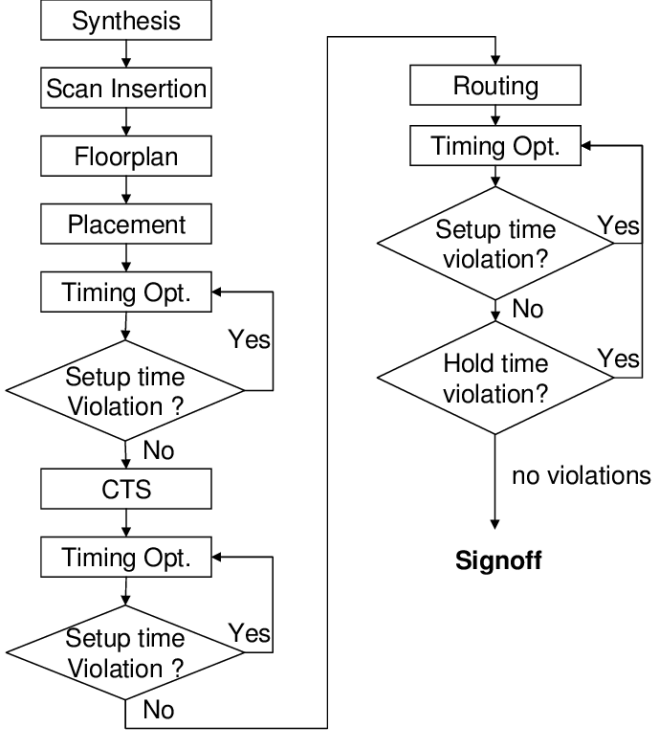 Synthesis
Scan Insertion
Floorplan
Placement
Timing Opt.
Yes
Setup time
Violation ?
No
CTS
Timing Opt.
Yes
Setup time
Violation ?
No
Routing
Timing Opt.
Yes
Setup time
violation?
No
Yes
Hold time
violation?
no violations
Signoff